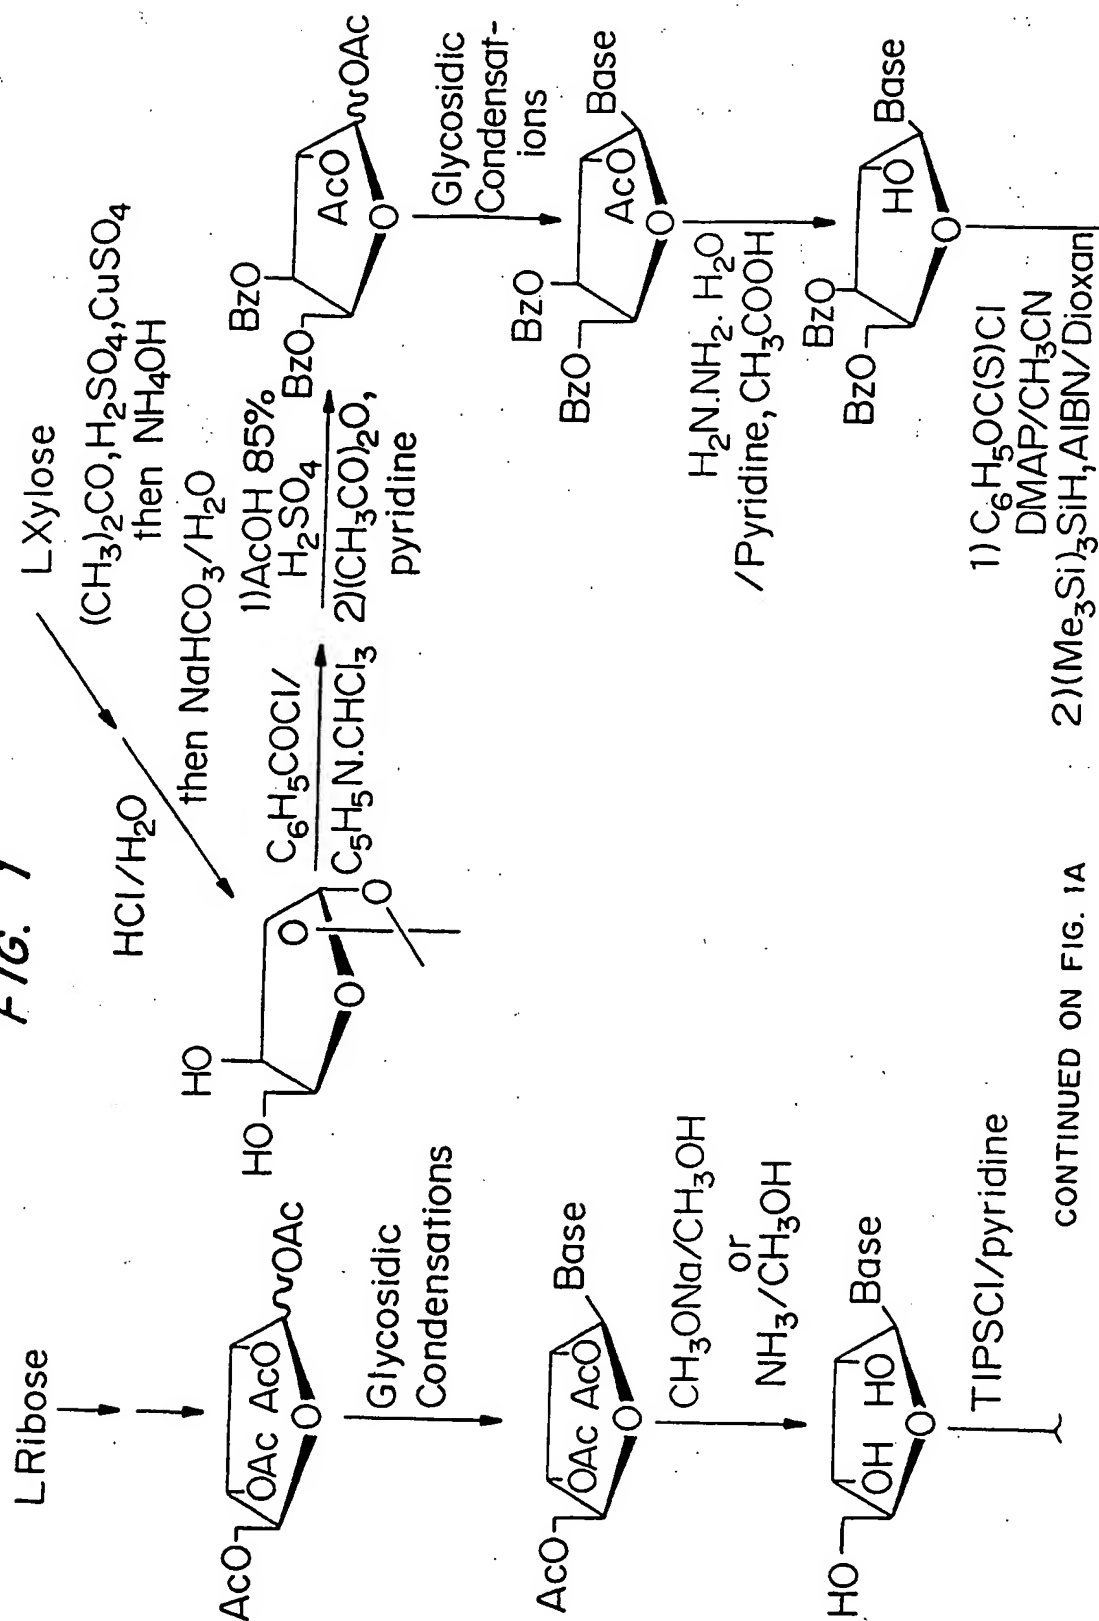 FIG. 1
LRibose
AcO
OAc AcO
OAc
O
Glycosidic
Condensations
AcO
OAc AcO
Base
O
CH3ONa/CH3OH
or
NH3/CH3OH
HO
OH HO
Base
O
TIPSCl/pyridine
LXylose
(CH3)2CO,H2SO4,CuSO4
then NH4OH
HCl/H2O
then NaHCO3/H2O
HO
HO
O
O
O
C6H5COCl/
C5H5N.CHCl3
1)AcOH 85%
H2SO4
2)(CH3CO)2O,
pyridine
BzO
BzO
AcO
OAc
O
Glycosidic
Condensat-
ions
BzO
BzO
AcO
Base
O
H2N.NH2. H2O
/Pyridine, CH3COOH
BzO
BzO
HO
Base
O
1) C6H5OC(S)Cl
DMAP/CH3CN
2)(Me3Si)3SiH,AIBN/Dioxan
CONTINUED ON FIG. 1A